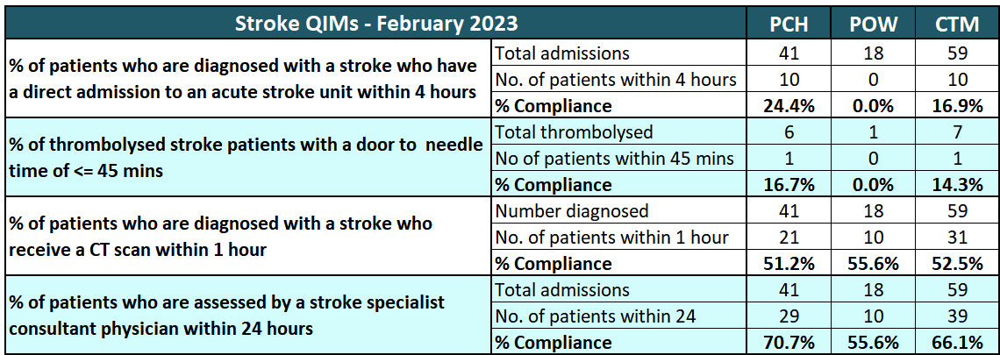 Stroke QIMs - February 2023 PCH POW CTM
% of patients who are diagnosed with a stroke who have
a direct admission to an acute stroke unit within 4 hours
Total admissions 41 18 59
No. of patients within 4 hours 10 0 10
% Compliance 24.4% 0.0% 16.9%
% of thrombolysed stroke patients with a door to needle
time of <= 45 mins
Total thrombolysed 6 1 7
No of patients within 45 mins 1 0 1
% Compliance 16.7% 0.0% 14.3%
% of patients who are diagnosed with a stroke who
receive a CT scan within 1 hour
Number diagnosed 41 18 59
No. of patients within 1 hour 21 10 31
% Compliance 51.2% 55.6% 52.5%
% of patients who are assessed by a stroke specialist
consultant physician within 24 hours
Total admissions 41 18 59
No. of patients within 24 29 10 39
% Compliance 70.7% 55.6% 66.1%